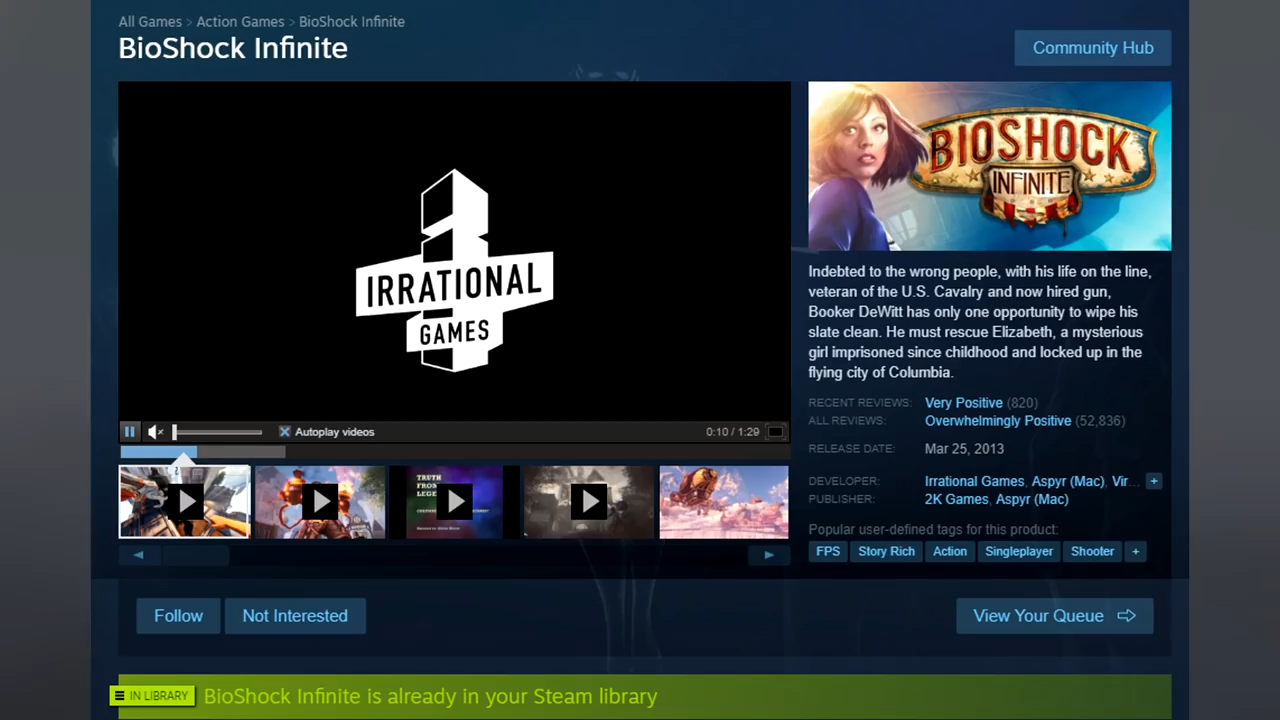 All Games > Action Games > BioShock Infinite
BioShock Infinite
Community Hub
IRRATIONAL
GAMES
BIOSHOCK
INFINITE
Indebted to the wrong people, with his life on the line,
veteran of the U.S. Cavalry and now hired gun,
Booker DeWitt has only one opportunity to wipe his
slate clean. He must rescue Elizabeth, a mysterious
girl imprisoned since childhood and locked up in the
flying city of Columbia.
RECENT REVIEWS: Very Positive (820)
ALL REVIEWS: Overwhelmingly Positive (52,836)
RELEASE DATE: Mar 25, 2013
DEVELOPER: Irrational Games, Aspyr (Mac), Vir... +
PUBLISHER: 2K Games, Aspyr (Mac)
Popular user-defined tags for this product:
FPS Story Rich Action Singleplayer Shooter +
Autoplay videos 0:10 / 1:29
TRUTH
FROM
LEGE
Follow Not Interested View Your Queue
IN LIBRARY BioShock Infinite is already in your Steam library